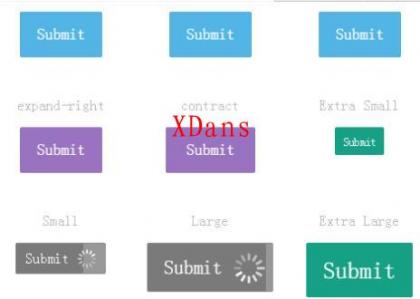 Submit Submit Submit
expand-right contract Extra Small
XDans
Submit Submit Submit
Small Large Extra Large
Submit Submit Submit